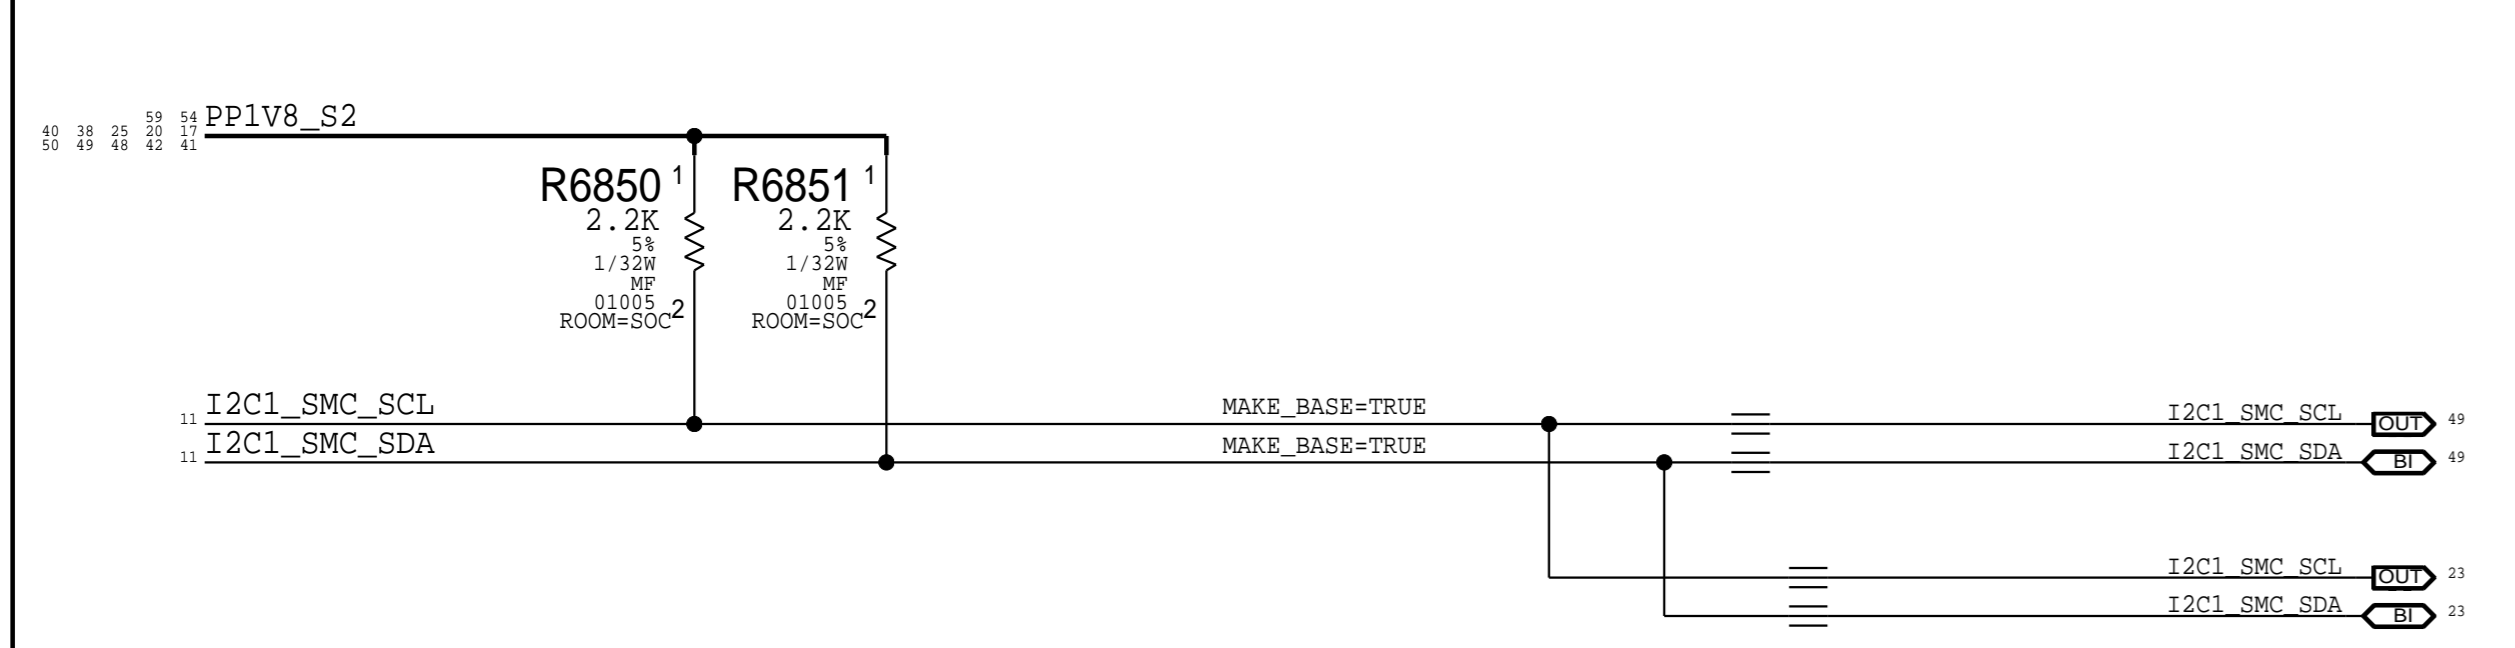 59 54 PP1V8_S2
40 38 25 20 17
50 49 48 42 41
R6850 1 R6851 1
2.2K 2.2K
5% 5%
1/32W 1/32W
MF MF
01005 01005
ROOM=SOC 2 ROOM=SOC 2
11 I2C1_SMC_SCL MAKE_BASE=TRUE I2C1_SMC_SCL OUT 49
11 I2C1_SMC_SDA MAKE_BASE=TRUE I2C1_SMC_SDA BI 49
I2C1_SMC_SCL OUT 23
I2C1_SMC_SDA BI 23